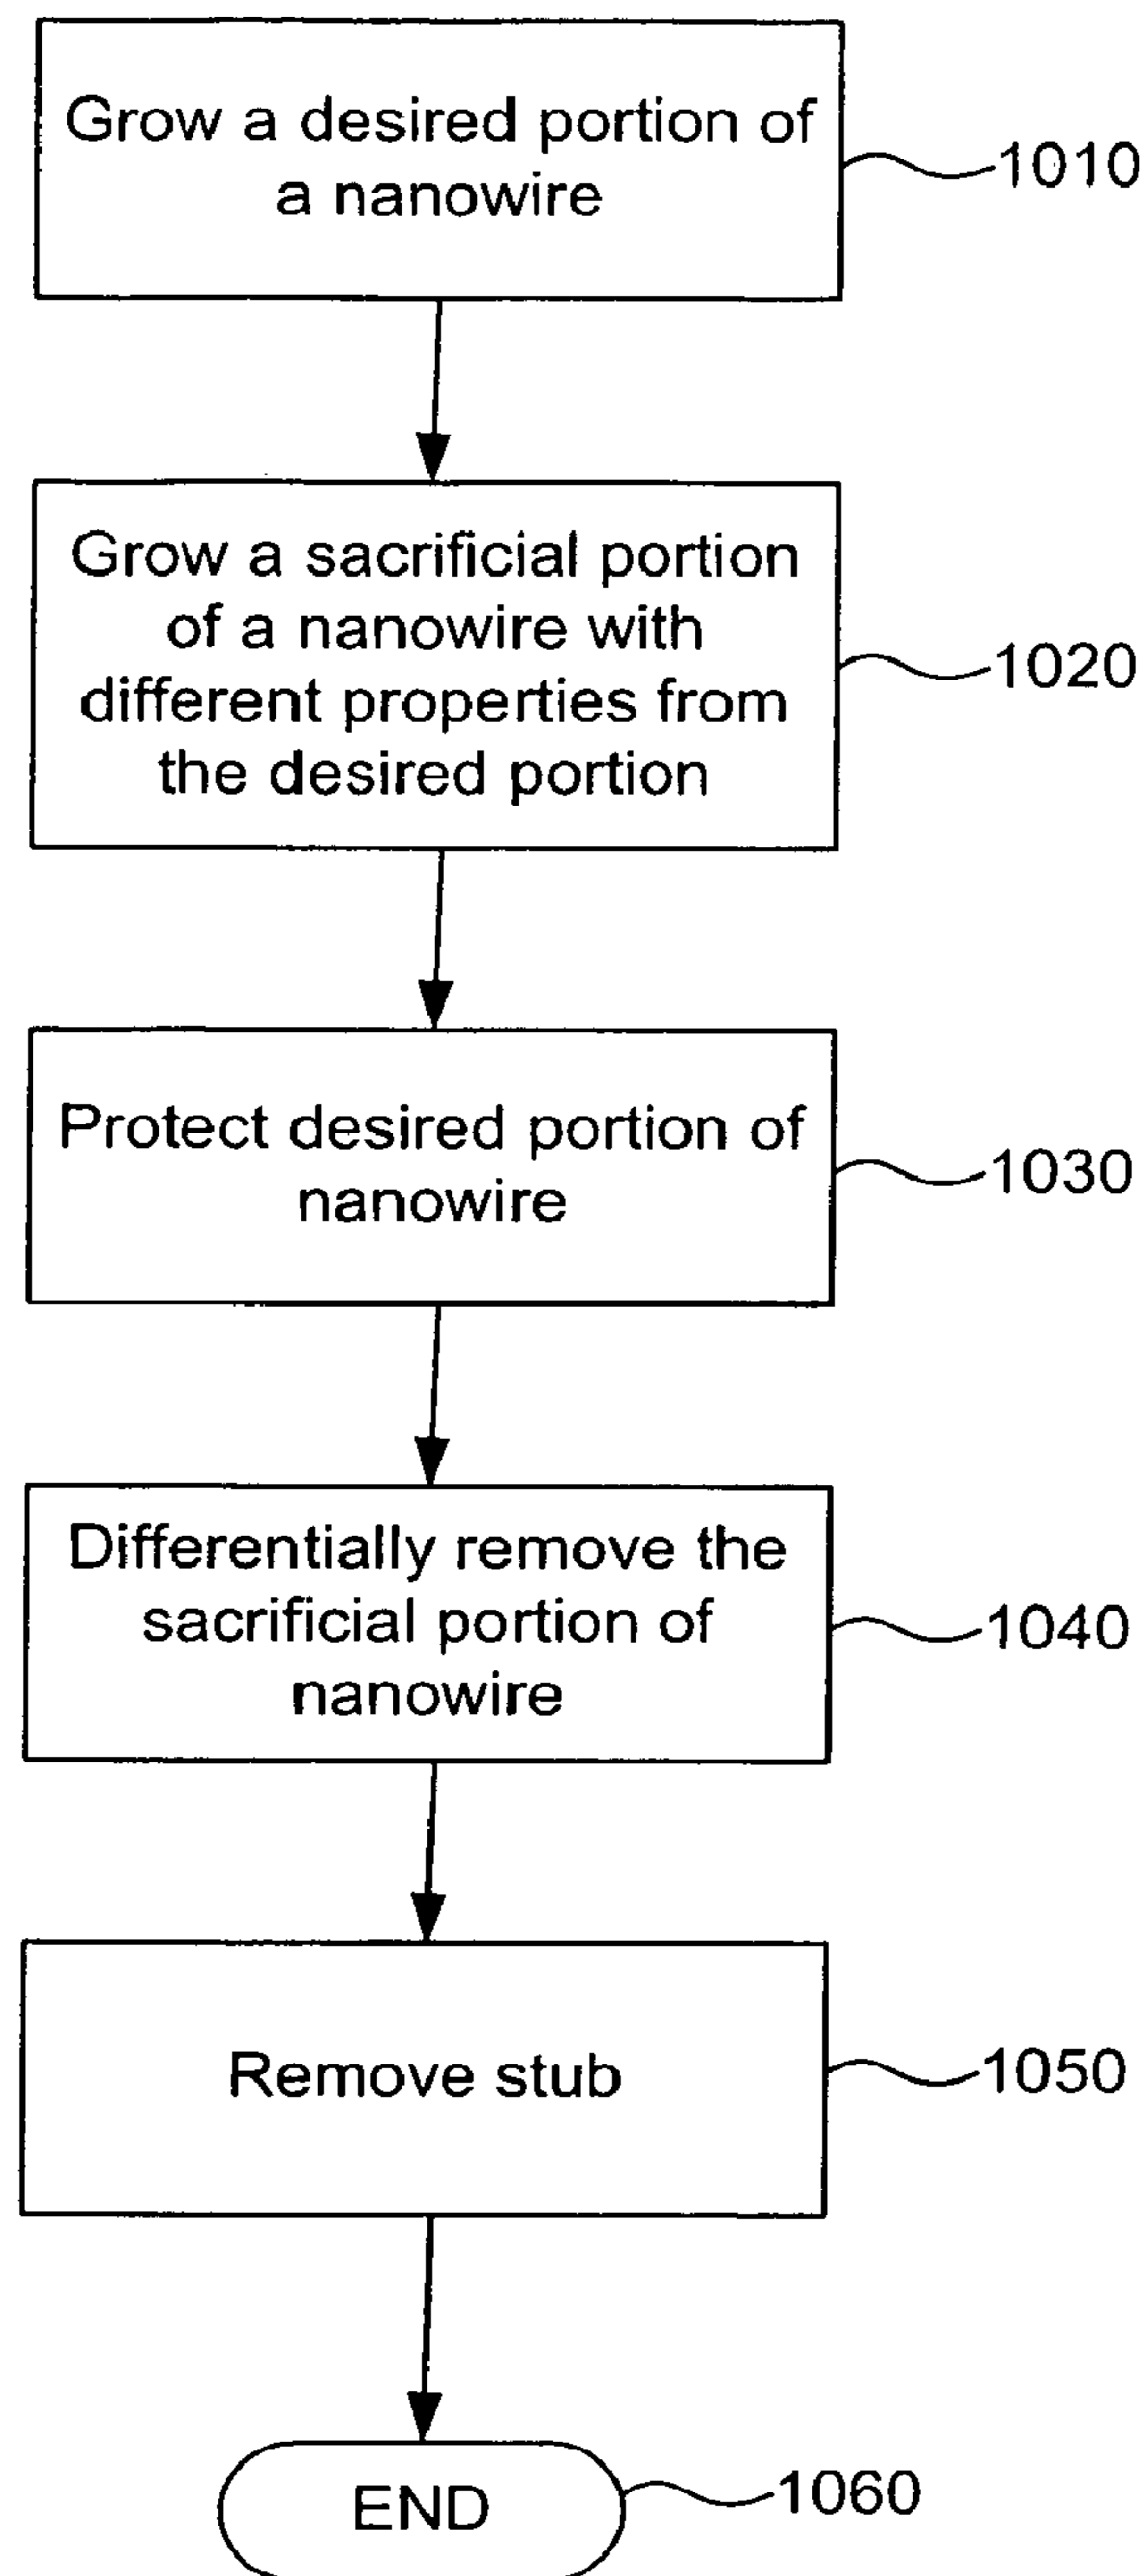 Grow a desired portion of
a nanowire
1010
Grow a sacrificial portion
of a nanowire with
different properties from
the desired portion
1020
Protect desired portion of
nanowire
1030
Differentially remove the
sacrificial portion of
nanowire
1040
Remove stub
1050
END
1060